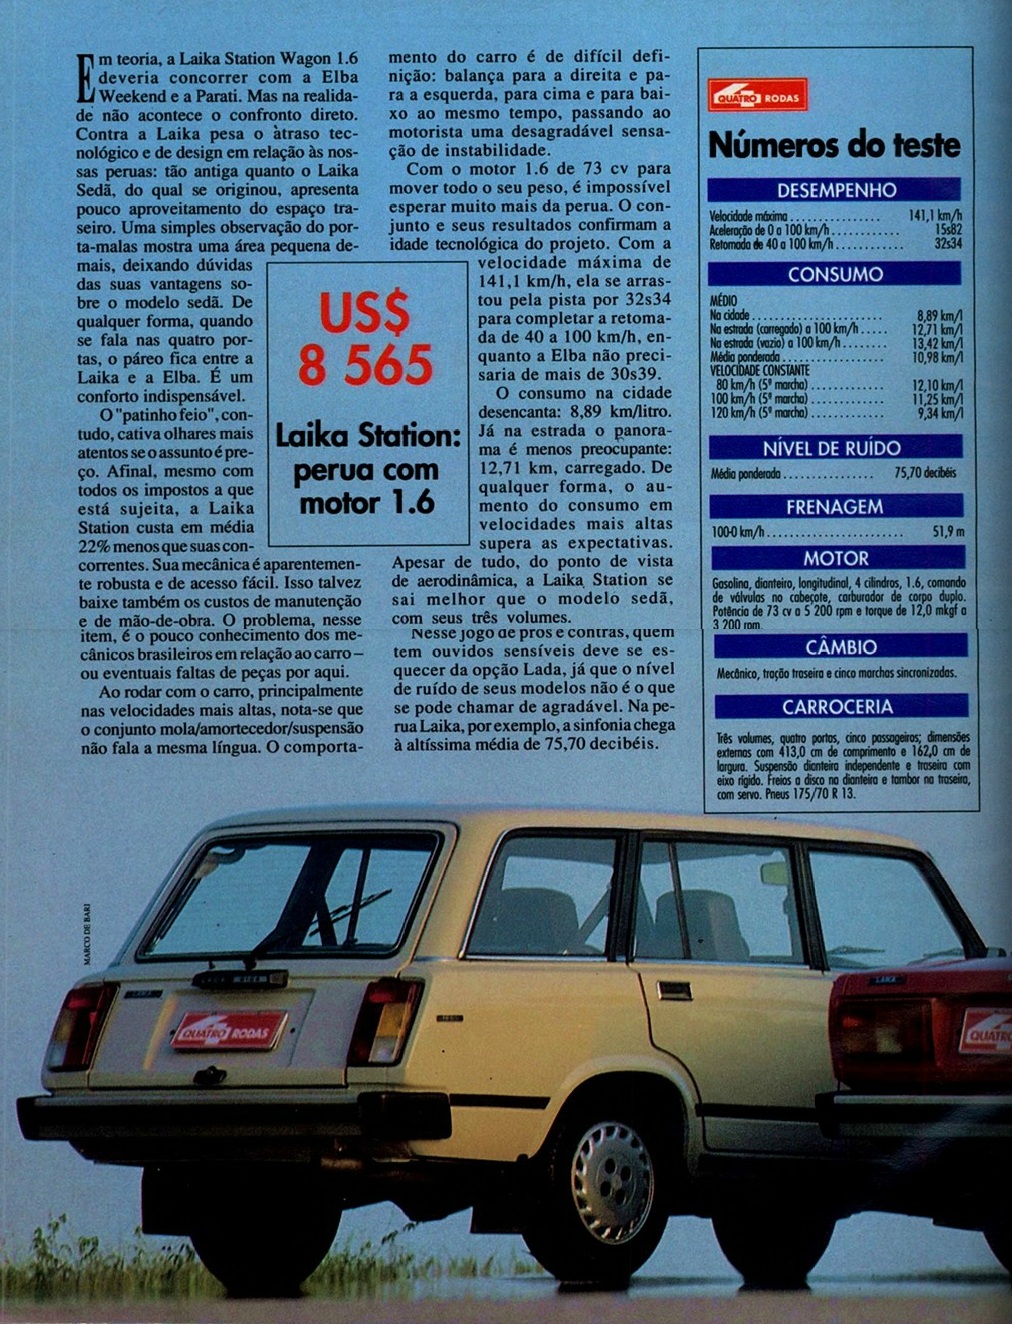 Em teoria, a Laika Station Wagon 1.6
deveria concorrer com a Elba
Weekend e a Parati. Mas na realida-
de não acontece o confronto direto.
Contra a Laika pesa o atraso tec-
nológico e de design em relação às nos-
sas peruas: tão antiga quanto o Laika
Sedã, do qual se originou, apresenta
pouco aproveitamento do espaço tra-
seiro. Uma simples observação do por-
ta-malas mostra uma área pequena de-
mais, deixando dúvidas
das suas vantagens so-
bre o modelo sedã. De
qualquer forma, quando
se fala nas quatro por-
tas, o páreo fica entre a
Laika e a Elba. É um
conforto indispensável.
O "patinho feio", con-
tudo, cativa olhares mais
atentos se o assunto é pre-
ço. Afinal, mesmo com
todos os impostos a que
está sujeita, a Laika
Station custa em média
22% menos que suas con-
correntes. Sua mecânica é aparentemen-
te robusta e de acesso fácil. Isso talvez
baixe também os custos de manutenção
e de mão-de-obra. O problema, nesse
item, é o pouco conhecimento dos me-
cânicos brasileiros em relação ao carro –
ou eventuais faltas de peças por aqui.
Ao rodar com o carro, principalmente
nas velocidades mais altas, nota-se que
o conjunto mola/amortecedor/suspensão
não fala a mesma língua. O comporta-
mento do carro é de difícil defi-
nição: balança para a direita e pa-
ra a esquerda, para cima e para bai-
xo ao mesmo tempo, passando ao
motorista uma desagradável sensa-
ção de instabilidade.
Com o motor 1.6 de 73 cv para
mover todo o seu peso, é impossível
esperar muito mais da perua. O con-
junto e seus resultados confirmam a
idade tecnológica do projeto. Com a
velocidade máxima de
141,1 km/h, ela se arras-
tou pela pista por 32s34
para completar a retoma-
da de 40 a 100 km/h, en-
quanto a Elba não preci-
saria de mais de 30s39.
O consumo na cidade
desencanta: 8,89 km/litro.
Já na estrada o panora-
ma é menos preocupante:
12,71 km, carregado. De
qualquer forma, o au-
mento do consumo em
velocidades mais altas
supera as expectativas.
Apesar de tudo, do ponto de vista
de aerodinâmica, a Laika Station se
sai melhor que o modelo sedã,
com seus três volumes.
Nesse jogo de prós e contras, quem
tem ouvidos sensíveis deve se es-
quecer da opção Lada, já que o nível
de ruído de seus modelos não é o que
se pode chamar de agradável. Na pe-
rua Laika, por exemplo, a sinfonia chega
à altíssima média de 75,70 decibéis.
US$
8 565
Laika Station:
perua com
motor 1.6
QUATRO RODAS
Números do teste
DESEMPENHO
Velocidade máxima ................ 141,1 km/h
Aceleração de 0 a 100 km/h ............ 15s82
Retomada de 40 a 100 km/h ............ 32s34
CONSUMO
MÉDIO
Na cidade ....................... 8,89 km/l
Na estrada (carregado) a 100 km/h ..... 12,71 km/l
Na estrada (vazio) a 100 km/h ........ 13,42 km/l
Média ponderada .................. 10,98 km/l
VELOCIDADE CONSTANTE
80 km/h (5ª marcha) ............. 12,10 km/l
100 km/h (5ª marcha) ............. 11,25 km/l
120 km/h (5ª marcha) ............. 9,34 km/l
NÍVEL DE RUÍDO
Média ponderada ................ 75,70 decibéis
FRENAGEM
100-0 km/h ........................ 51,9 m
MOTOR
Gasolina, dianteiro, longitudinal, 4 cilindros, 1.6, comando
de válvulas no cabeçote, carburador de corpo duplo.
Potência de 73 cv a 5 200 rpm e torque de 12,0 mkgf a
3 200 rpm.
CÂMBIO
Mecânico, tração traseira e cinco marchas sincronizadas.
CARROCERIA
Três volumes, quatro portas, cinco passageiros; dimensões
externas com 413,0 cm de comprimento e 162,0 cm de
largura. Suspensão dianteira independente e traseira com
eixo rígido. Freios a disco na dianteira e tambor na traseira,
com servo. Pneus 175/70 R 13.
MARCO DE BARI
LAIKA
QUATRO RODAS
LAIKA
QUATRO RODAS